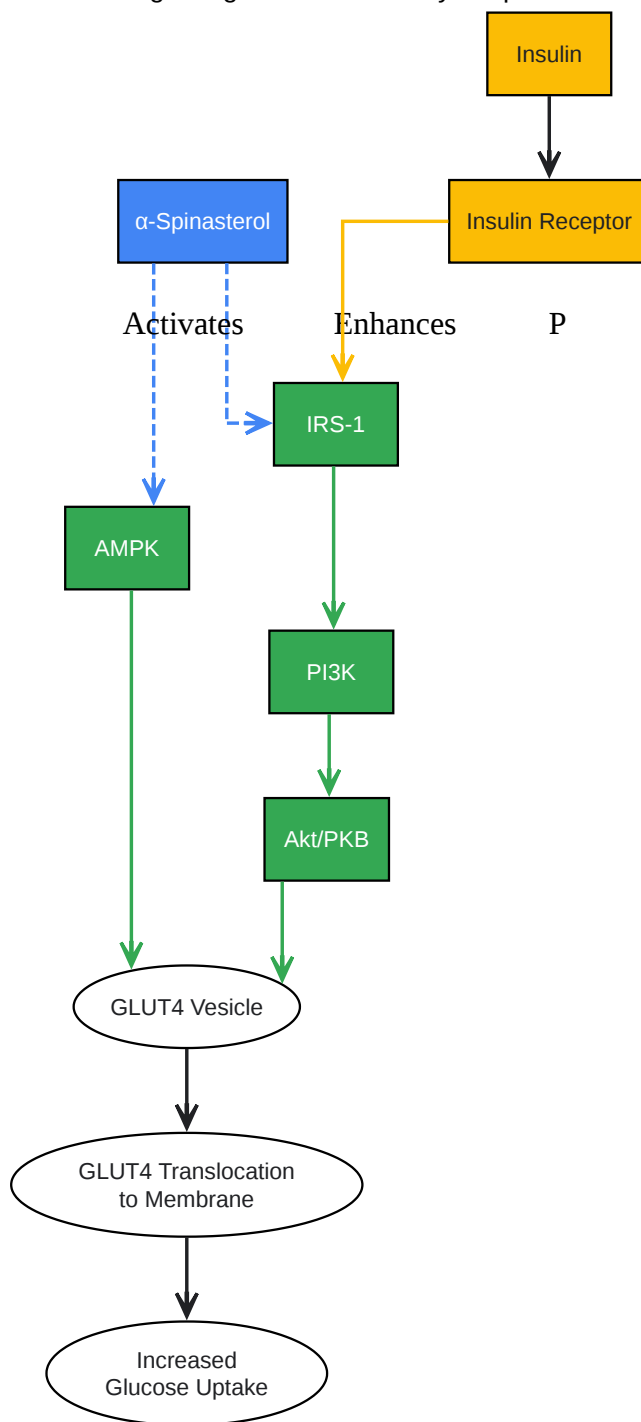 Insulin
α-Spinasterol
Insulin Receptor
Activates
Enhances
P
IRS-1
AMPK
PI3K
Akt/PKB
GLUT4 Vesicle
GLUT4 Translocation
to Membrane
Increased
Glucose Uptake